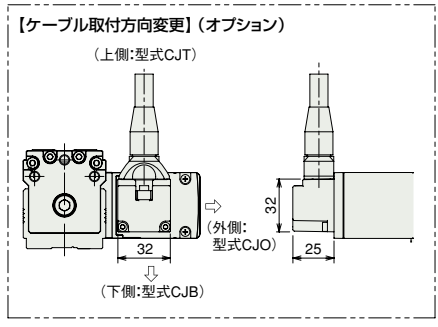 【ケーブル取付方向変更】（オプション）
（上側：型式CJT）
（外側：
型式CJO）
32
（下側：型式CJB）
32
25